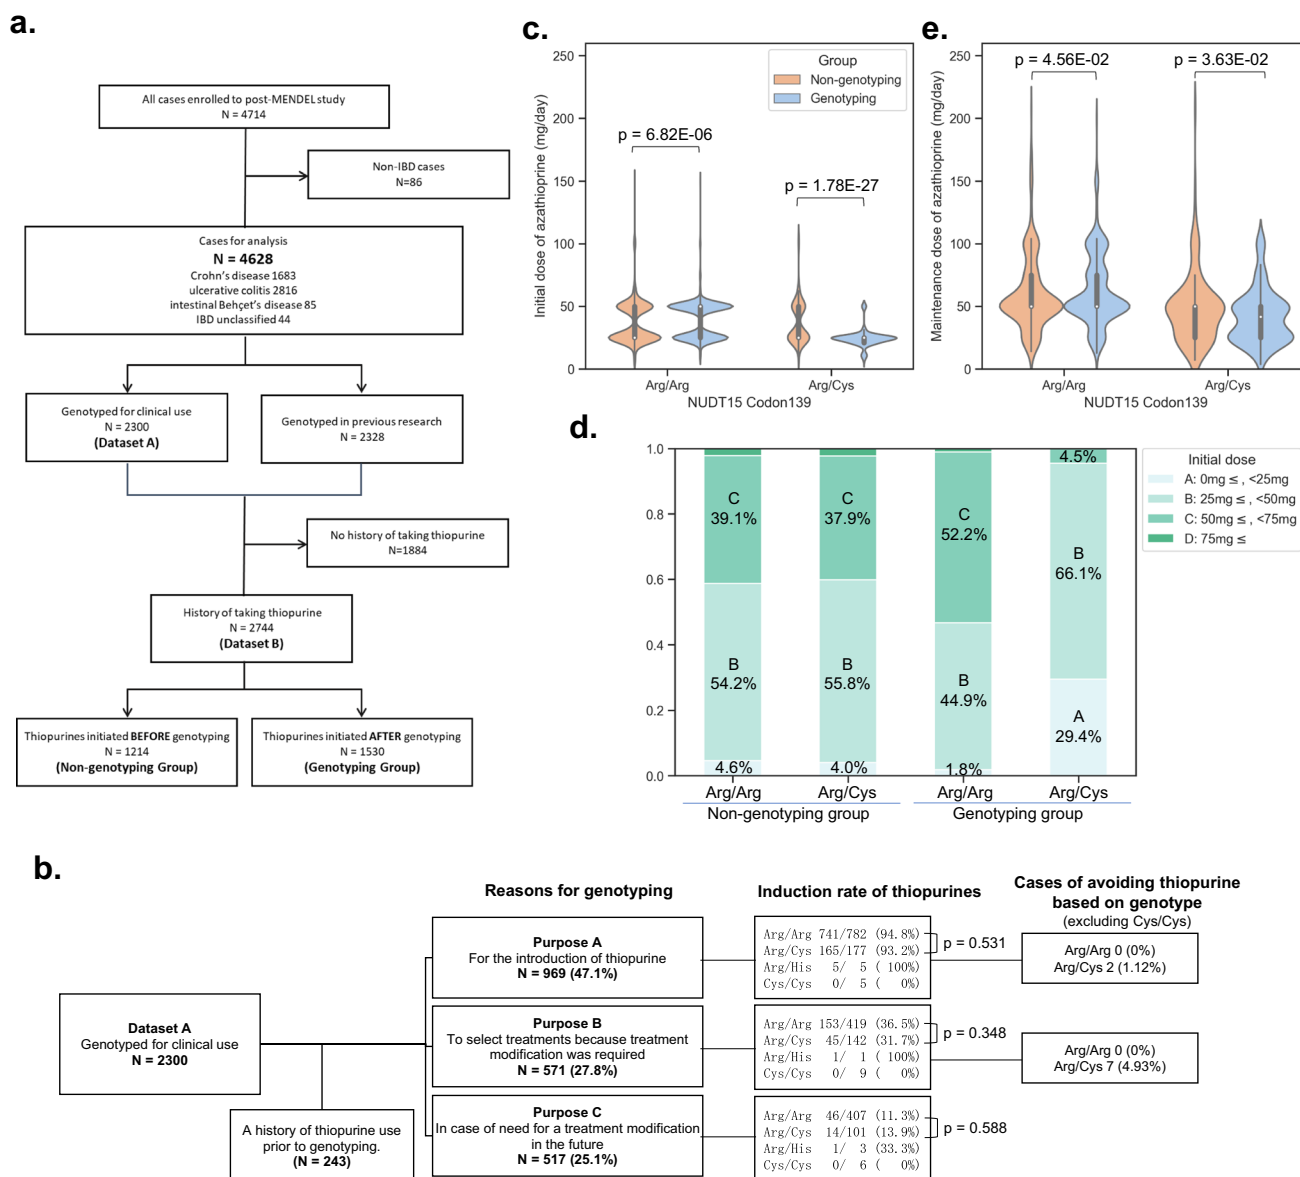 a.
All cases enrolled to post-MENDEL study
N = 4714
Non-IBD cases
N=86
Cases for analysis
N = 4628
Crohn's disease 1683
ulcerative colitis 2816
intestinal Behçet's disease 85
IBD unclassified 44
Genotyped for clinical use
N = 2300
(Dataset A)
Genotyped in previous research
N = 2328
No history of taking thiopurine
N=1884
History of taking thiopurine
N = 2744
(Dataset B)
Thiopurines initiated BEFORE genotyping
N = 1214
(Non-genotyping Group)
Thiopurines initiated AFTER genotyping
N = 1530
(Genotyping Group)
c.
Initial dose of azathioprine (mg/day)
250
200
150
100
50
0
Group
Non-genotyping
Genotyping
p = 6.82E-06
p = 1.78E-27
Arg/Arg
Arg/Cys
NUDT15 Codon139
e.
Maintenance dose of azathioprine (mg/day)
250
200
150
100
50
0
p = 4.56E-02
p = 3.63E-02
Arg/Arg
Arg/Cys
NUDT15 Codon139
d.
1.0
0.8
0.6
0.4
0.2
0.0
C
39.1%
B
54.2%
4.6%
C
37.9%
B
55.8%
4.0%
C
52.2%
B
44.9%
1.8%
4.5%
B
66.1%
A
29.4%
Arg/Arg
Arg/Cys
Arg/Arg
Arg/Cys
Non-genotyping group
Genotyping group
Initial dose
A: 0mg ≤ , <25mg
B: 25mg ≤ , <50mg
C: 50mg ≤ , <75mg
D: 75mg ≤
b.
Reasons for genotyping
Induction rate of thiopurines
Cases of avoiding thiopurine
based on genotype
(excluding Cys/Cys)
Dataset A
Genotyped for clinical use
N = 2300
A history of thiopurine use
prior to genotyping.
(N = 243)
Purpose A
For the introduction of thiopurine
N = 969 (47.1%)
Arg/Arg 741/782 (94.8%)
Arg/Cys 165/177 (93.2%)
Arg/His 5/ 5 ( 100%)
Cys/Cys 0/ 5 ( 0%)
p = 0.531
Arg/Arg 0 (0%)
Arg/Cys 2 (1.12%)
Purpose B
To select treatments because treatment
modification was required
N = 571 (27.8%)
Arg/Arg 153/419 (36.5%)
Arg/Cys 45/142 (31.7%)
Arg/His 1/ 1 ( 100%)
Cys/Cys 0/ 9 ( 0%)
p = 0.348
Arg/Arg 0 (0%)
Arg/Cys 7 (4.93%)
Purpose C
In case of need for a treatment modification
in the future
N = 517 (25.1%)
Arg/Arg 46/407 (11.3%)
Arg/Cys 14/101 (13.9%)
Arg/His 1/ 3 (33.3%)
Cys/Cys 0/ 6 ( 0%)
p = 0.588